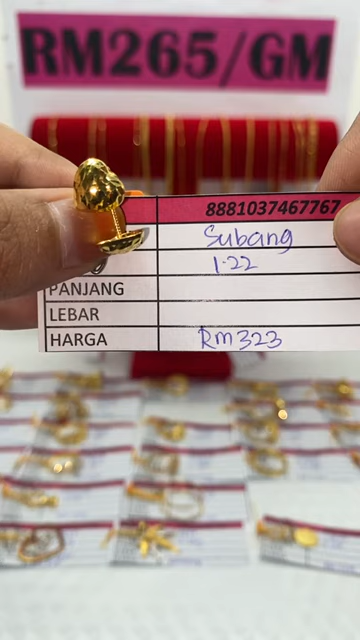 RM265/GM
8881037467767
Subang
1.22
PANJANG
LEBAR
HARGA Rm323